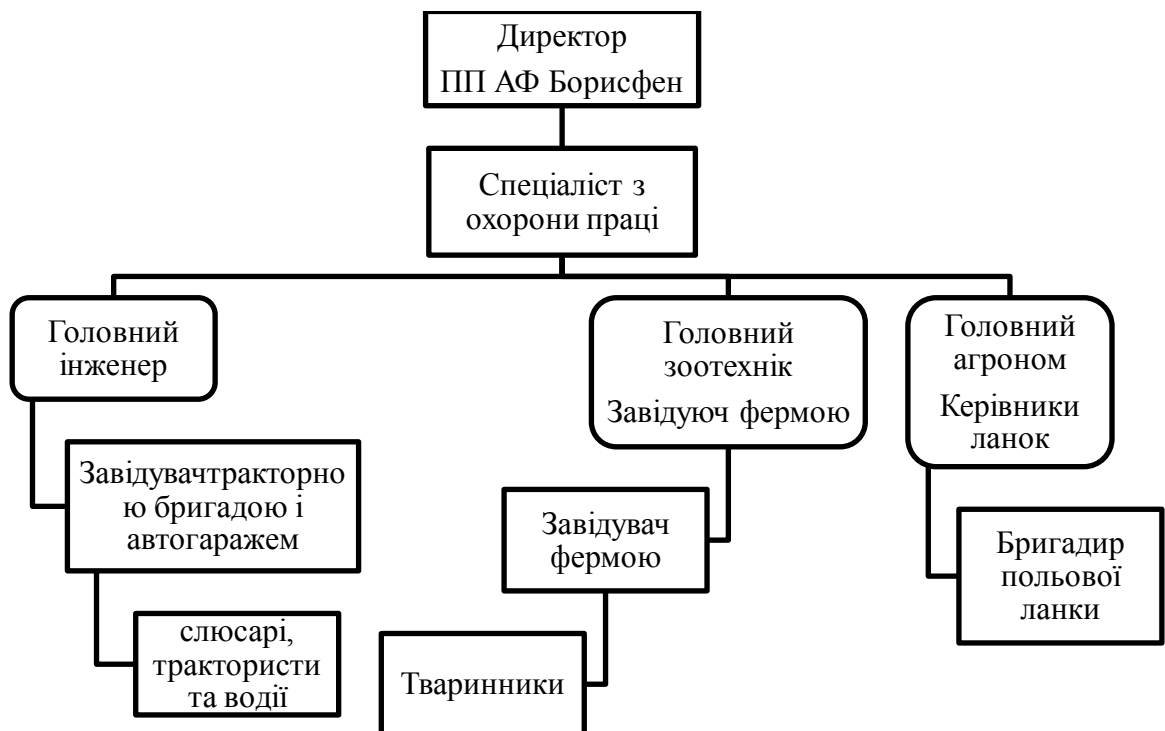 Директор
ПП АФ Борисфен
Спеціаліст з
охорони праці
Головний
інженер
Завідувачтракторно
ю бригадою і
автогаражем
слюсарі,
трактористи
та водії
Головний
зоотехнік
Завідуюч фермою
Завідувач
фермою
Тваринники
Головний
агроном
Керівники
ланок
Бригадир
польової
ланки